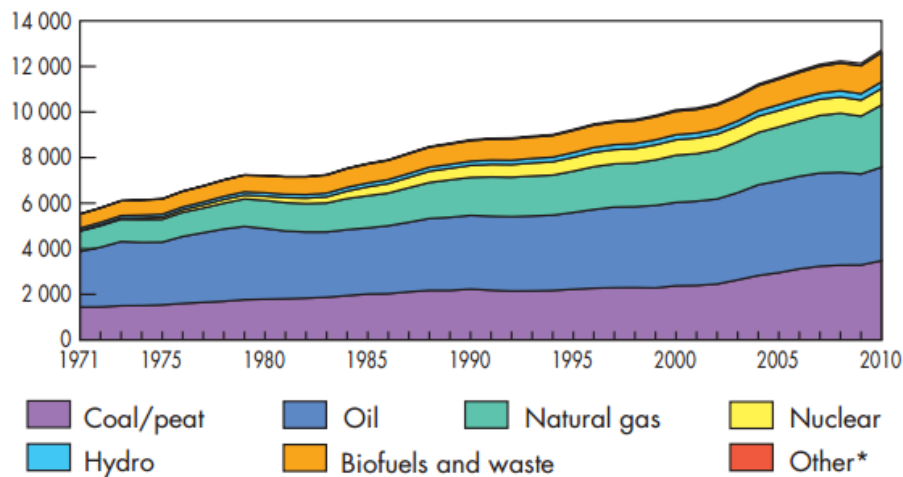 14 000
12 000
10 000
8 000
6 000
4 000
2 000
0
1971 1975 1980 1985 1990 1995 2000 2005 2010
Coal/peat Oil Natural gas Nuclear
Hydro Biofuels and waste Other*